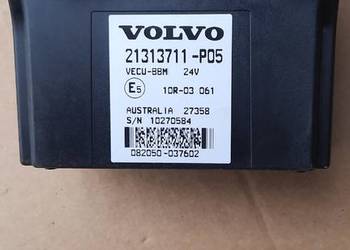 VOLVO
21313711-P05
VECU-BBM 24V
E5 10R-03 061
AUSTRALIA 27358
S/N 10270584
082050-037602